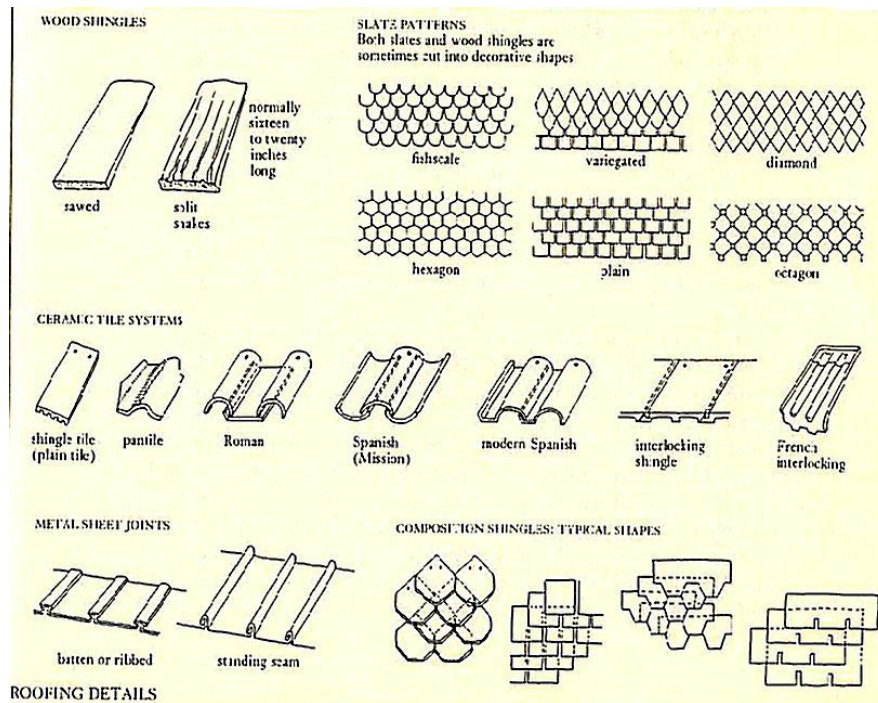 WOOD SHINGLES
normally
sixteen
to twenty
inches
long
sawed
split
shakes
SLATE PATTERNS
Both slates and wood shingles are
sometimes cut into decorative shapes
fishscale
variegated
diamond
hexagon
plain
octagon
CERAMIC TILE SYSTEMS
shingle tile
(plain tile)
pantile
Roman
Spanish
(Mission)
modern Spanish
interlocking
shingle
French
interlocking
METAL SHEET JOINTS
batten or ribbed
standing seam
COMPOSITION SHINGLES: TYPICAL SHAPES
ROOFING DETAILS